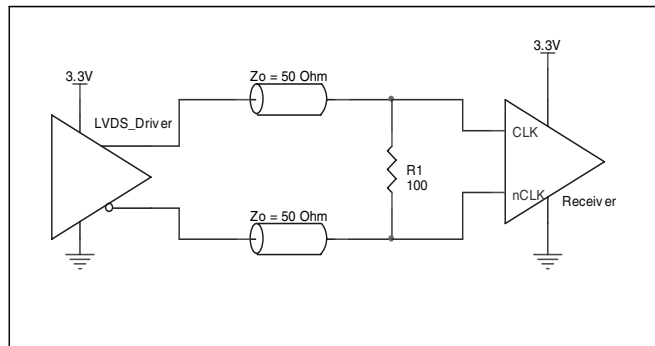 3.3V
Zo = 50 Ohm
3.3V
LVDS_Driver
CLK
R1
100
nCLK
Receiver
Zo = 50 Ohm